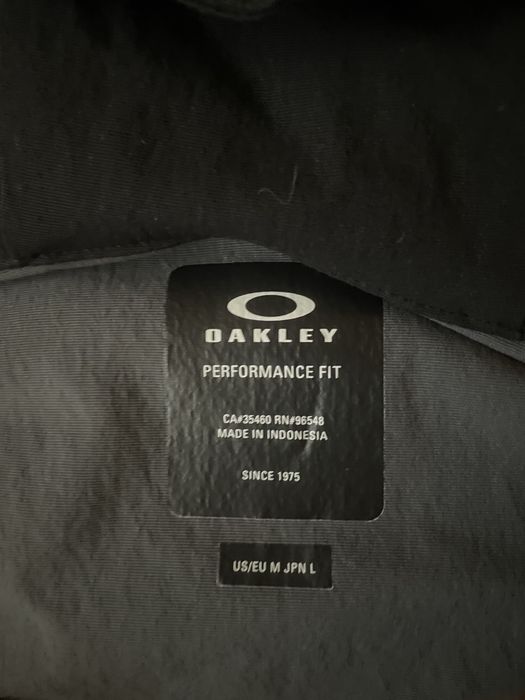 OAKLEY
PERFORMANCE FIT
CA#35460 RN#96548
MADE IN INDONESIA
SINCE 1975
US/EU M JPN L